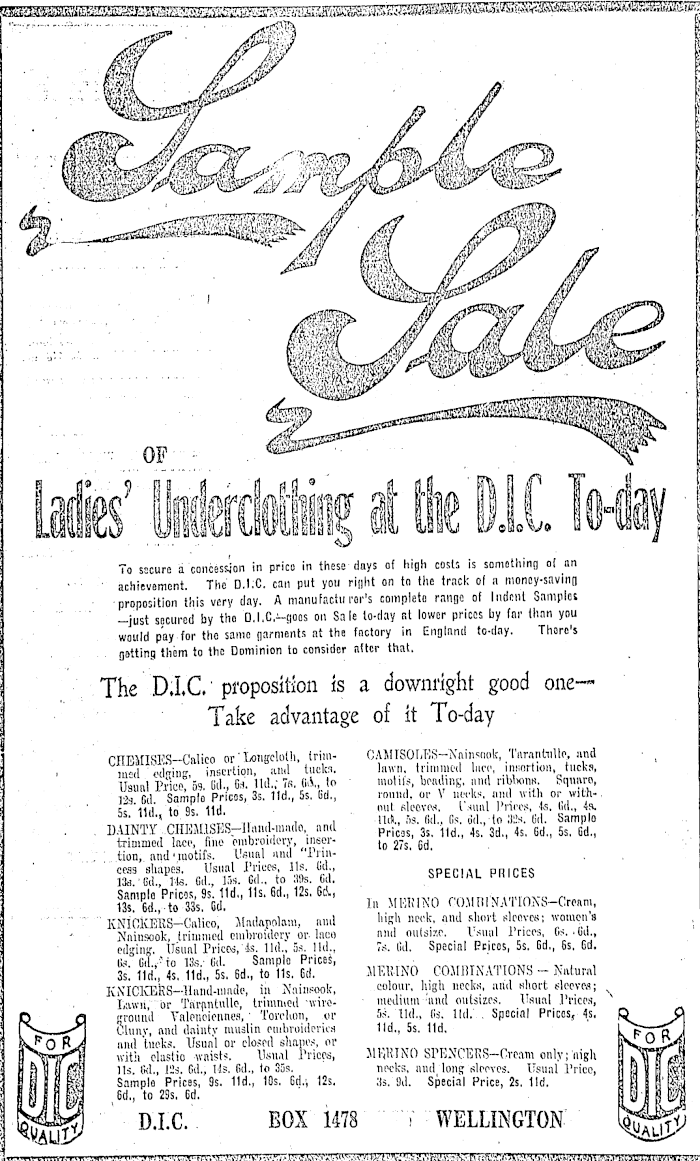 Sample
Sale
OF
Ladies' Underclothing at the D.I.C. To-day
To secure a concession in price in these days of high costs is something of an
achievement. The D.I.C. can put you right on to the track of a money-saving
proposition this very day. A manufacturer's complete range of Indent Samples
—just secured by the D.I.C.—goes on Sale to-day at lower prices by far than you
would pay for the same garments at the factory in England to-day. There's
getting them to the Dominion to consider after that.
The D.I.C. proposition is a downright good one—
Take advantage of it To-day
CHEMISES—Calico or Longcloth, trim-
med edging, insertion, and tucks.
Usual Price, 5s. 6d., 6s. 11d., 7s. 6d., to
12s. 6d. Sample Prices, 3s. 11d., 5s. 6d.,
5s. 11d., to 9s. 11d.
DAINTY CHEMISES—Hand-made, and
trimmed lace, fine embroidery, inser-
tion, and motifs. Usual and "Prin-
cess shapes. Usual Prices, 11s. 6d.,
13s. 6d., 14s. 6d., 15s. 6d., to 39s. 6d.
Sample Prices, 9s. 11d., 11s. 6d., 12s. 6d.,
13s. 6d., to 33s. 6d.
KNICKERS—Calico, Madapolam, and
Nainsook, trimmed embroidery or lace
edging. Usual Prices, 4s. 11d., 5s. 11d.,
6s. 6d., to 13s. 6d. Sample Prices,
3s. 11d., 4s. 11d., 5s. 6d., to 11s. 6d.
KNICKERS—Hand-made, in Nainsook,
Lawn, or Tarantulle, trimmed wire-
ground Valenciennes, Torchon, or
Cluny, and dainty muslin embroideries
and tucks. Usual or closed shapes, or
with elastic waists. Usual Prices,
11s. 6d., 12s. 6d., 14s. 6d., to 35s.
Sample Prices, 9s. 11d., 10s. 6d., 12s.
6d., to 29s. 6d.
CAMISOLES—Nainsook, Tarantulle, and
lawn, trimmed lace, insertion, tucks,
motifs, beading, and ribbons. Square,
round, or V necks, and with or with-
out sleeves. Usual Prices, 4s. 6d., 4s.
11d., 5s. 6d., 6s. 6d., to 32s. 6d. Sample
Prices, 3s. 11d., 4s. 3d., 4s. 6d., 5s. 6d.,
to 27s. 6d.
SPECIAL PRICES
In MERINO COMBINATIONS—Cream,
high neck, and short sleeves; women's
and outsize. Usual Prices, 6s. 6d.,
7s. 6d. Special Prices, 5s. 6d., 6s. 6d.
MERINO COMBINATIONS — Natural
colour, high necks, and short sleeves;
medium and outsizes. Usual Prices,
5s. 11d., 6s. 11d. Special Prices, 4s.
11d., 5s. 11d.
MERINO SPENCERS—Cream only; high
necks, and long sleeves. Usual Price,
3s. 9d. Special Price, 2s. 11d.
FOR
DIC
QUALITY
D.I.C. BOX 1478 WELLINGTON
FOR
DIC
QUALITY